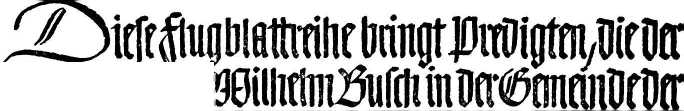 Dieſe Flugblattreihe bringt Predigten, die der
Wilhelm Buſch in der Gemeinde der